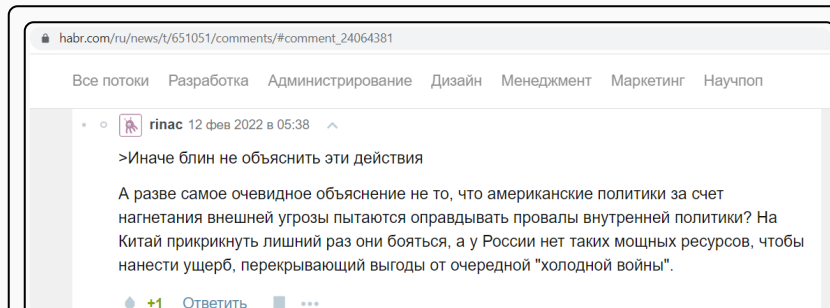 habr.com/ru/news/t/651051/comments/#comment_24064381
Все потоки Разработка Администрирование Дизайн Менеджмент Маркетинг Научпоп
rinac 12 фев 2022 в 05:38
>Иначе блин не объяснить эти действия
А разве самое очевидное объяснение не то, что американские политики за счет
нагнетания внешней угрозы пытаются оправдывать провалы внутренней политики? На
Китай прикрикнуть лишний раз они бояться, а у России нет таких мощных ресурсов, чтобы
нанести ущерб, перекрывающий выгоды от очередной "холодной войны".
+1 Ответить